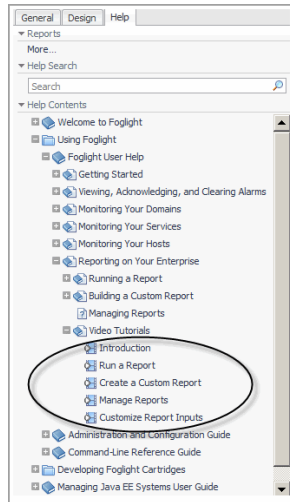 General Design Help
Reports
More...
Help Search
Search
Help Contents
Welcome to Foglight
Using Foglight
Foglight User Help
Getting Started
Viewing, Acknowledging, and Clearing Alarms
Monitoring Your Domains
Monitoring Your Services
Monitoring Your Hosts
Reporting on Your Enterprise
Running a Report
Building a Custom Report
Managing Reports
Video Tutorials
Introduction
Run a Report
Create a Custom Report
Manage Reports
Customize Report Inputs
Administration and Configuration Guide
Command-Line Reference Guide
Developing Foglight Cartridges
Managing Java EE Systems User Guide